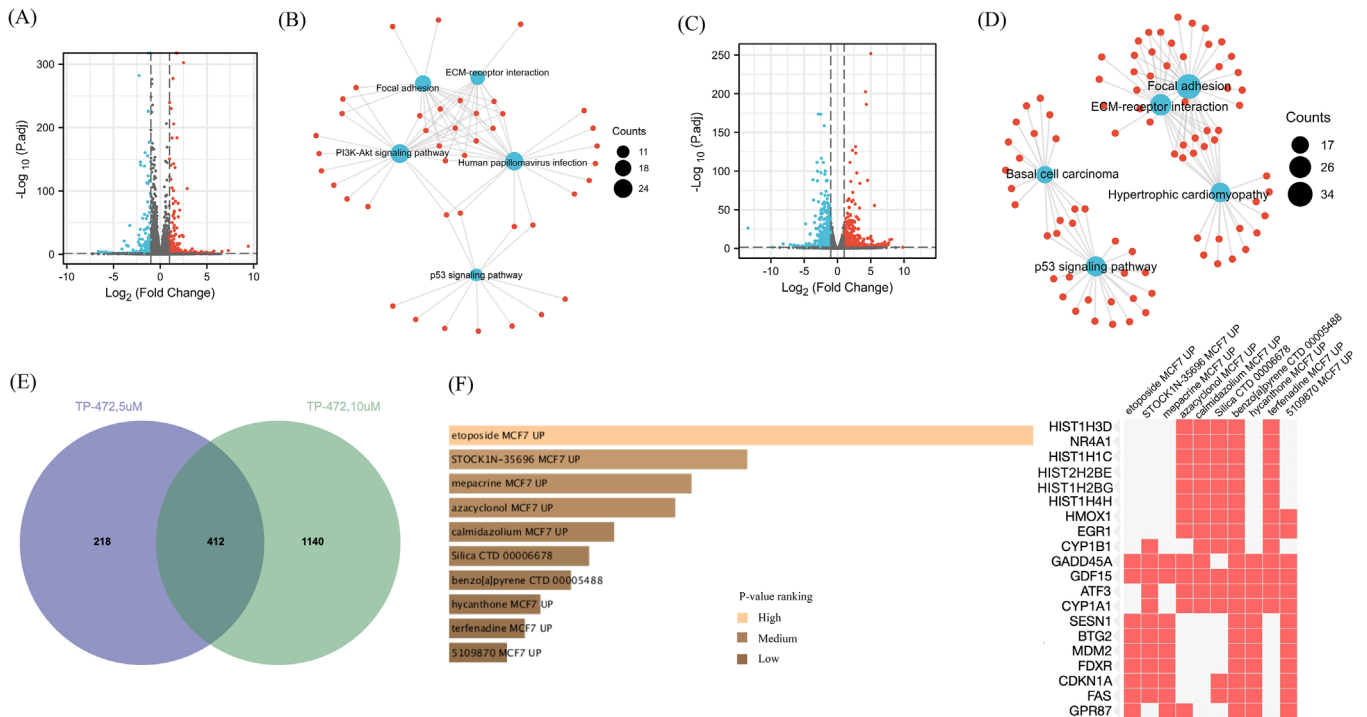 (A)
300
200
100
0
-Log10 (P.adj)
-10
-5
0
5
10
Log2 (Fold Change)
(B)
ECM-receptor interaction
Focal adhesion
PI3K-Akt signaling pathway
Human papillomavirus infection
p53 signaling pathway
Counts
11
18
24
(C)
250
200
150
100
50
25
0
-Log10 (P.adj)
-10
-5
0
5
10
Log2 (Fold Change)
(D)
Focal adhesion
ECM-receptor interaction
Basal cell carcinoma
Hypertrophic cardiomyopathy
p53 signaling pathway
Counts
17
26
34
(E)
TP-472,5uM
TP-472,10uM
218
412
1140
(F)
etoposide MCF7 UP
STOCK1N-35696 MCF7 UP
mepacrine MCF7 UP
azacyclonol MCF7 UP
calmidazolium MCF7 UP
Silica CTD 00006678
benzo[a]pyrene CTD 00005488
hycanthone MCF7 UP
terfenadine MCF7 UP
5109870 MCF7 UP
P-value ranking
High
Medium
Low
etoposide MCF7 UP
STOCK1N-35696 MCF7 UP
mepacrine MCF7 UP
azacyclonol MCF7 UP
calmidazolium MCF7 UP
Silica CTD 00006678
benzo[a]pyrene CTD 00005488
hycanthone MCF7 UP
terfenadine MCF7 UP
5109870 MCF7 UP
HIST1H3D
NR4A1
HIST1H1C
HIST2H2BE
HIST1H2BG
HIST1H4H
HMOX1
EGR1
CYP1B1
GADD45A
GDF15
ATF3
CYP1A1
SESN1
BTG2
MDM2
FDXR
CDKN1A
FAS
GPR87